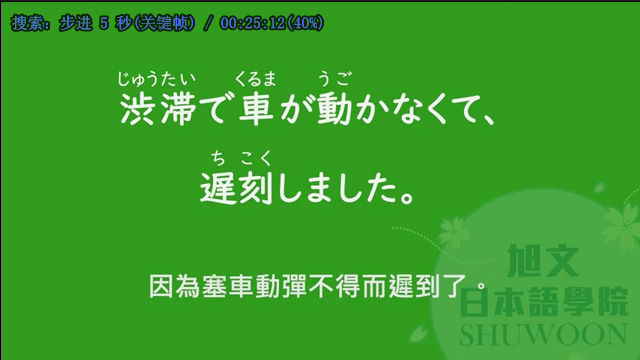 搜索: 步进 5 秒(关键帧) / 00:25:12(40%)
じゅうたい くるま うご
渋滞で車が動かなくて、
ち こく
遅刻しました。
因為塞車動彈不得而遲到了。
旭文
日本語學院
SHUWOON